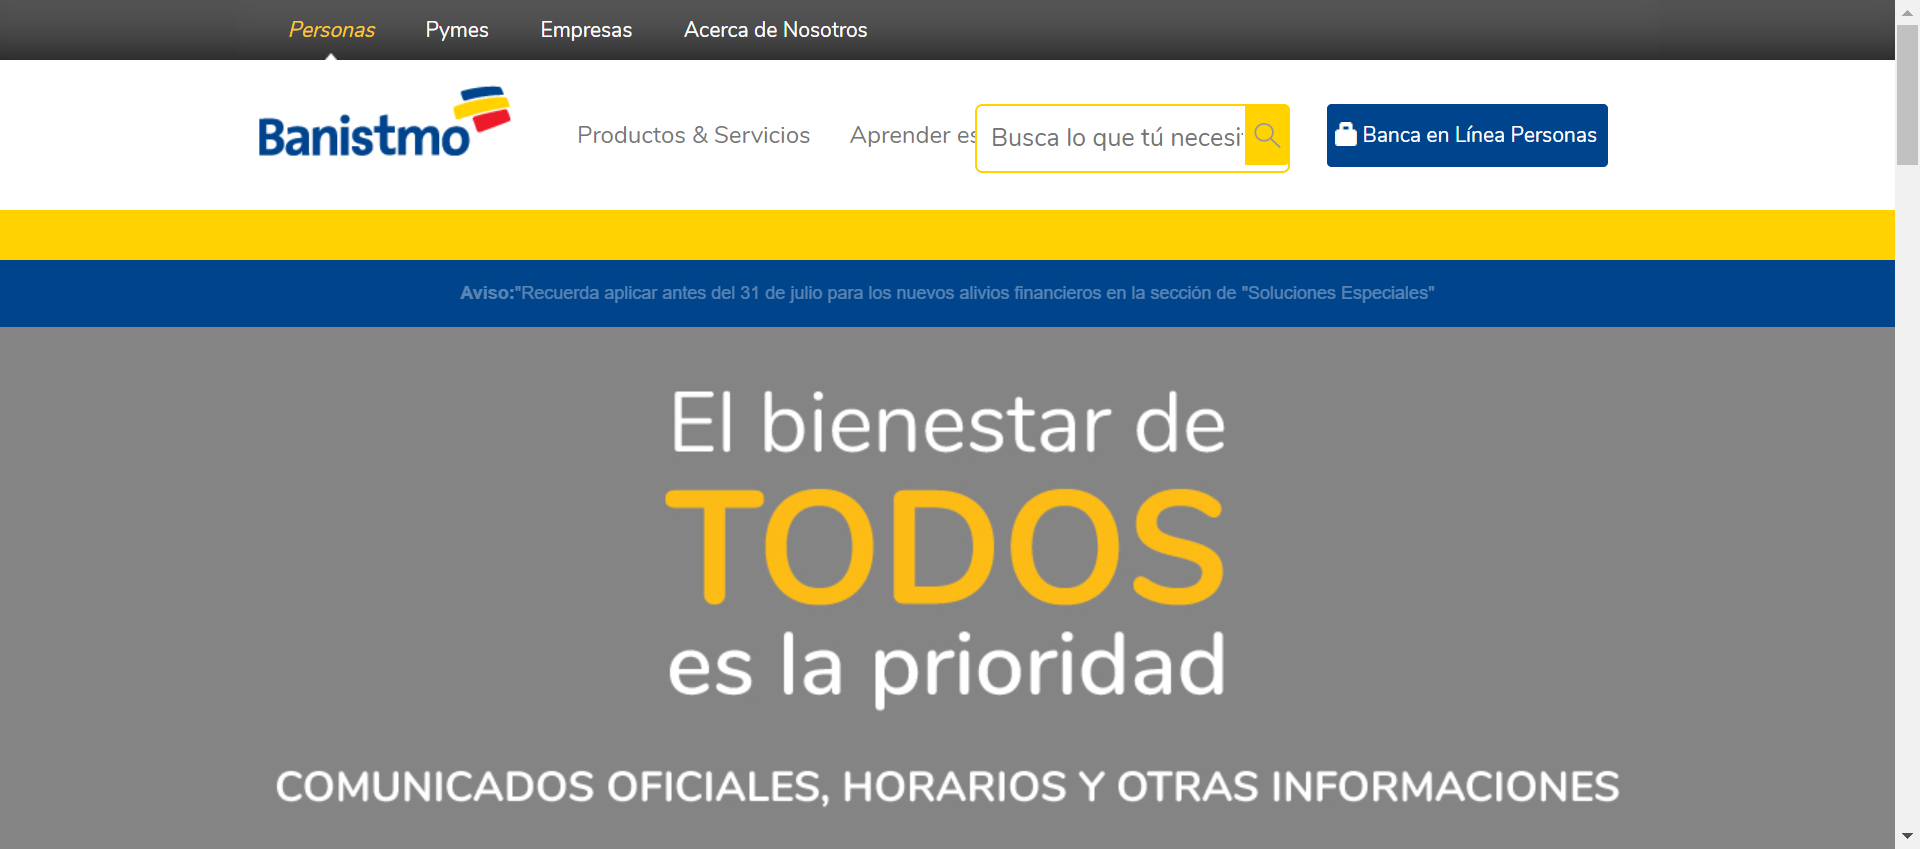 Personas Pymes Empresas Acerca de Nosotros
Banistmo
Productos & Servicios Aprender es
Busca lo que tú necesi
Banca en Línea Personas
Aviso:"Recuerda aplicar antes del 31 de julio para los nuevos alivios financieros en la sección de "Soluciones Especiales"
El bienestar de
TODOS
es la prioridad
COMUNICADOS OFICIALES, HORARIOS Y OTRAS INFORMACIONES